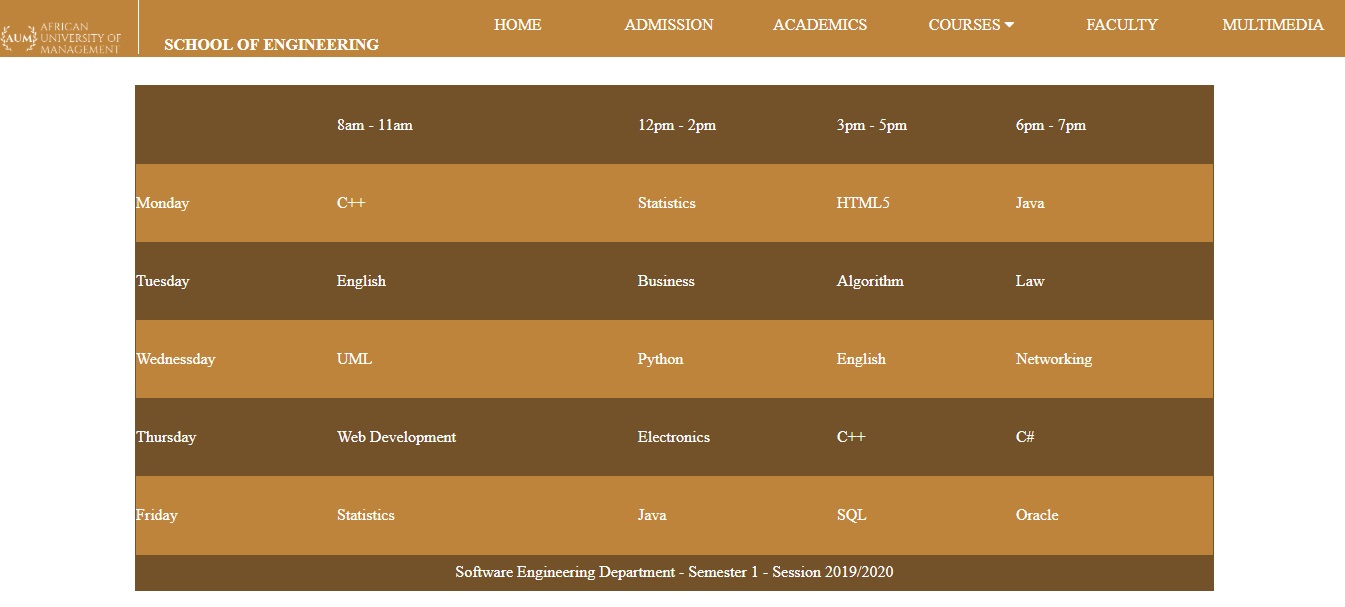 AUM
AFRICAN
UNIVERSITY OF
MANAGEMENT
SCHOOL OF ENGINEERING
HOME ADMISSION ACADEMICS COURSES FACULTY MULTIMEDIA
8am - 11am 12pm - 2pm 3pm - 5pm 6pm - 7pm
Monday C++ Statistics HTML5 Java
Tuesday English Business Algorithm Law
Wednessday UML Python English Networking
Thursday Web Development Electronics C++ C#
Friday Statistics Java SQL Oracle
Software Engineering Department - Semester 1 - Session 2019/2020